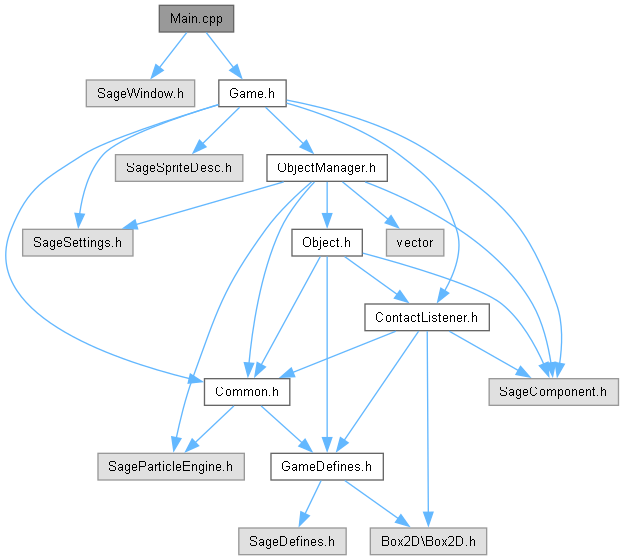 Main.cpp
SageWindow.h
Game.h
SageSpriteDesc.h
ObjectManager.h
SageSettings.h
Object.h
vector
ContactListener.h
Common.h
SageComponent.h
SageParticleEngine.h
GameDefines.h
SageDefines.h
Box2D\Box2D.h